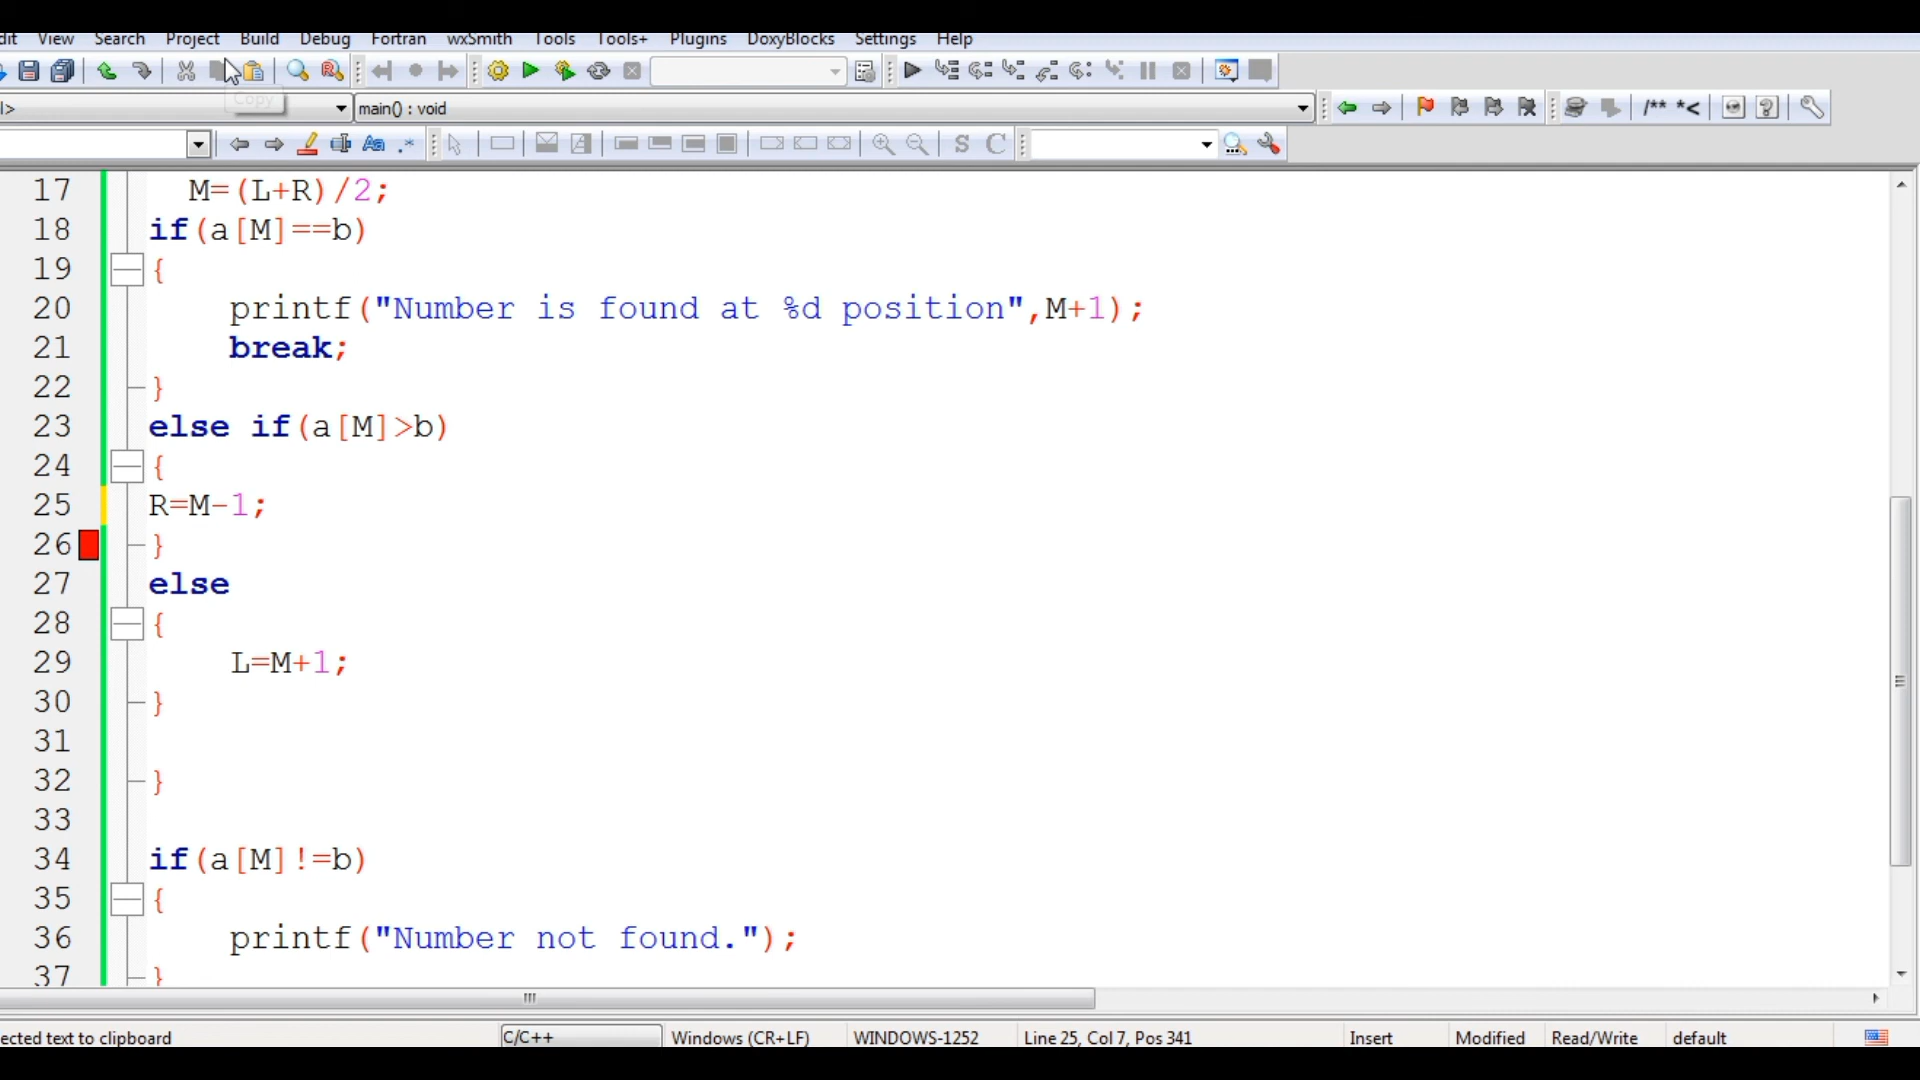 dit View Search Project Build Debug Fortran wxSmith Tools Tools+ Plugins DoxyBlocks Settings Help
Copy
l> main() : void /** *<
Aa .* S C
17 M=(L+R)/2;
18 if(a[M]==b)
19 {
20 printf("Number is found at %d position",M+1);
21 break;
22 }
23 else if(a[M]>b)
24 {
25 R=M-1;
26 }
27 else
28 {
29 L=M+1;
30 }
31
32 }
33
34 if(a[M]!=b)
35 {
36 printf("Number not found.");
37 }
ected text to clipboard C/C++ Windows (CR+LF) WINDOWS-1252 Line 25, Col 7, Pos 341 Insert Modified Read/Write default